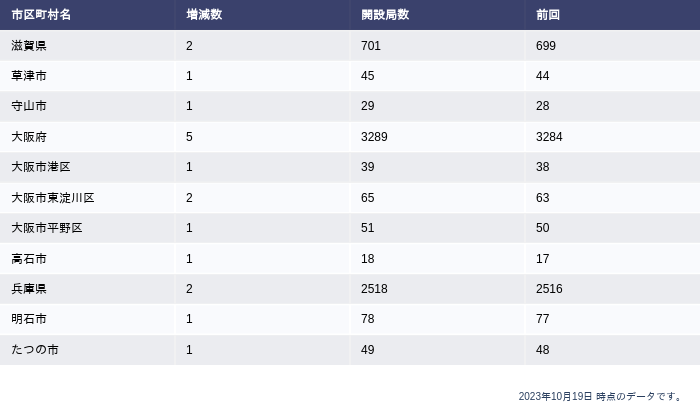 市区町村名 増減数 開設局数 前回
滋賀県 2 701 699
草津市 1 45 44
守山市 1 29 28
大阪府 5 3289 3284
大阪市港区 1 39 38
大阪市東淀川区 2 65 63
大阪市平野区 1 51 50
高石市 1 18 17
兵庫県 2 2518 2516
明石市 1 78 77
たつの市 1 49 48
2023年10月19日 時点のデータです。